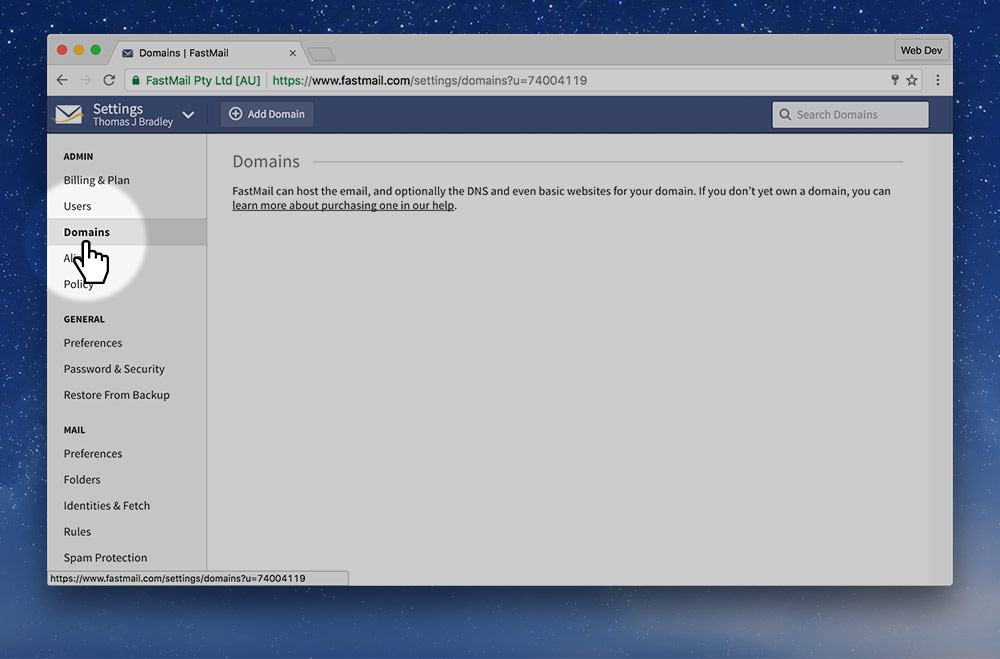 Domains | FastMail
Web Dev
FastMail Pty Ltd [AU]
https://www.fastmail.com/settings/domains?u=74004119
Settings
Thomas J Bradley
Add Domain
Search Domains
ADMIN
Billing & Plan
Users
Domains
Policy
GENERAL
Preferences
Password & Security
Restore From Backup
MAIL
Preferences
Folders
Identities & Fetch
Rules
Spam Protection
Domains
FastMail can host the email, and optionally the DNS and even basic websites for your domain. If you don’t yet own a domain, you can
learn more about purchasing one in our help.
https://www.fastmail.com/settings/domains?u=74004119